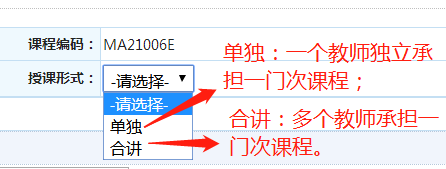 课程编码： MA21006E
授课形式： -请选择-
-请选择-
单独
合讲
单独：一个教师独立承
担一门次课程；
合讲：多个教师承担一
门次课程。